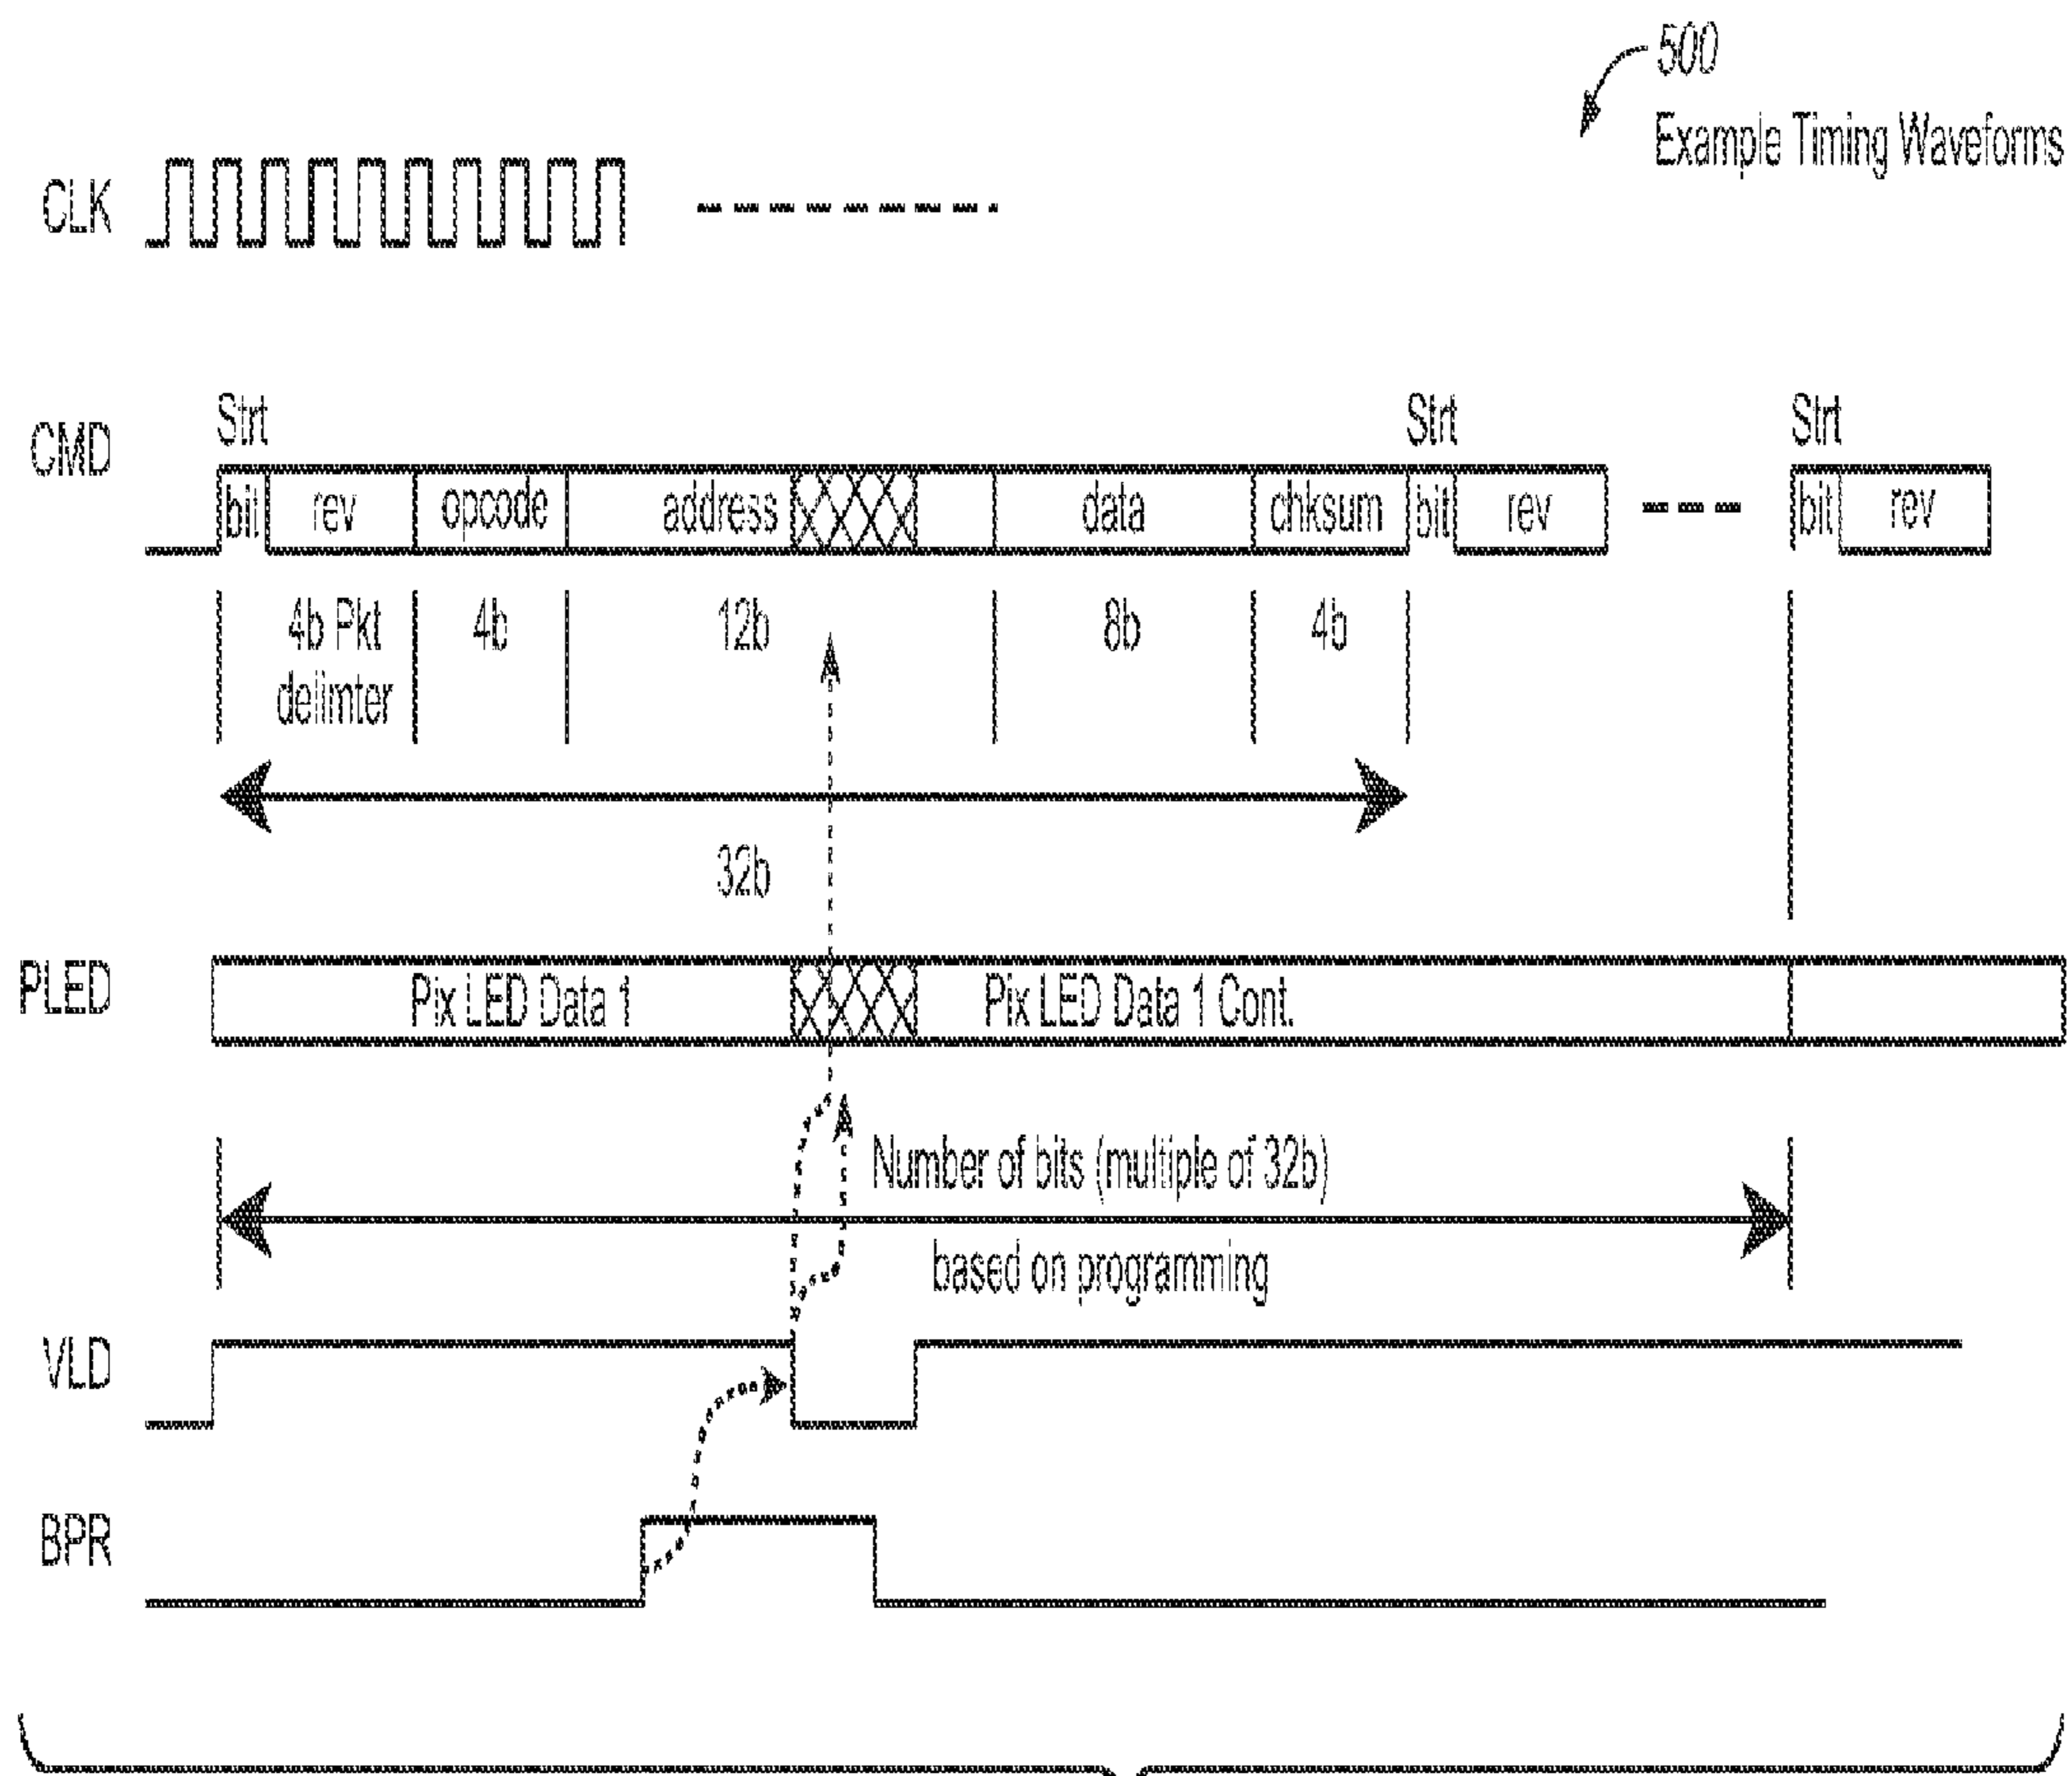 500
Example Timing Waveforms
CLK
CMD
Strt Strt Strt
bit rev opcode address data chksum bit rev bit rev
4b Pkt 4b 12b 8b 4b
delimter
32b
PLED
Pix LED Data 1 Pix LED Data 1 Cont.
Number of bits (multiple of 32b)
based on programming
VLD
BPR